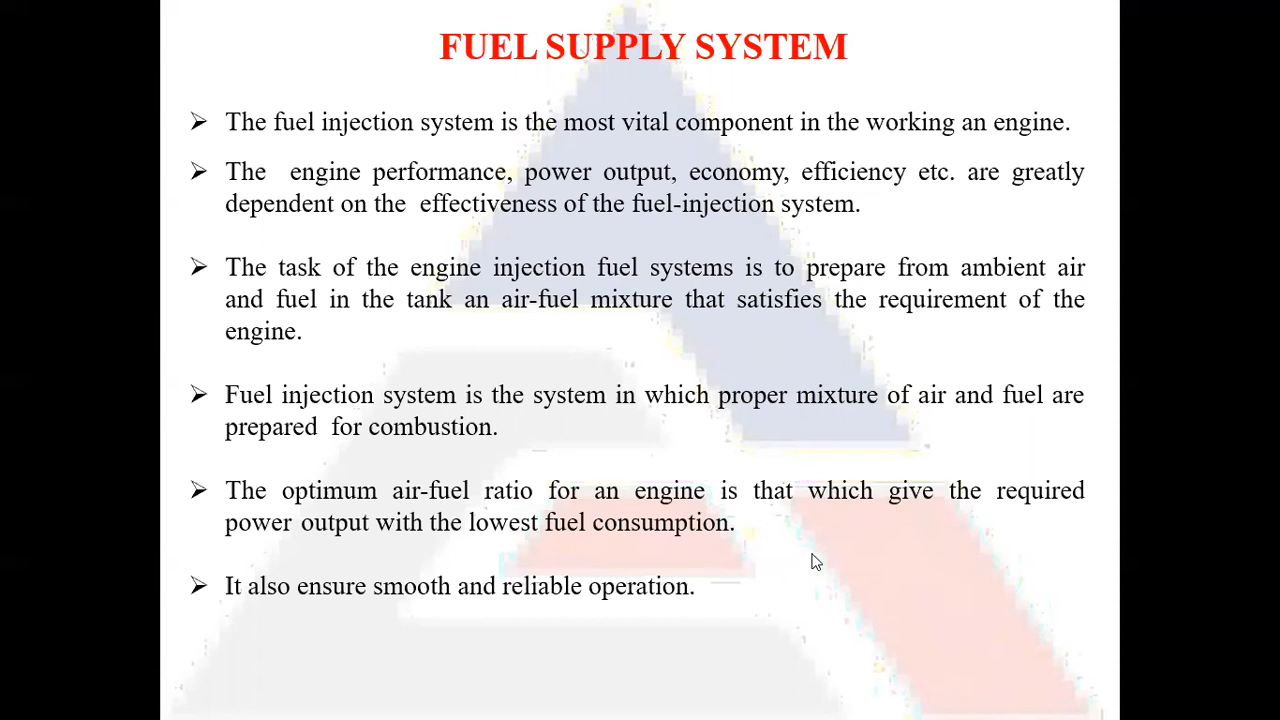 FUEL SUPPLY SYSTEM
➢ The fuel injection system is the most vital component in the working an engine.
➢ The engine performance, power output, economy, efficiency etc. are greatly
dependent on the effectiveness of the fuel-injection system.
➢ The task of the engine injection fuel systems is to prepare from ambient air
and fuel in the tank an air-fuel mixture that satisfies the requirement of the
engine.
➢ Fuel injection system is the system in which proper mixture of air and fuel are
prepared for combustion.
➢ The optimum air-fuel ratio for an engine is that which give the required
power output with the lowest fuel consumption.
➢ It also ensure smooth and reliable operation.